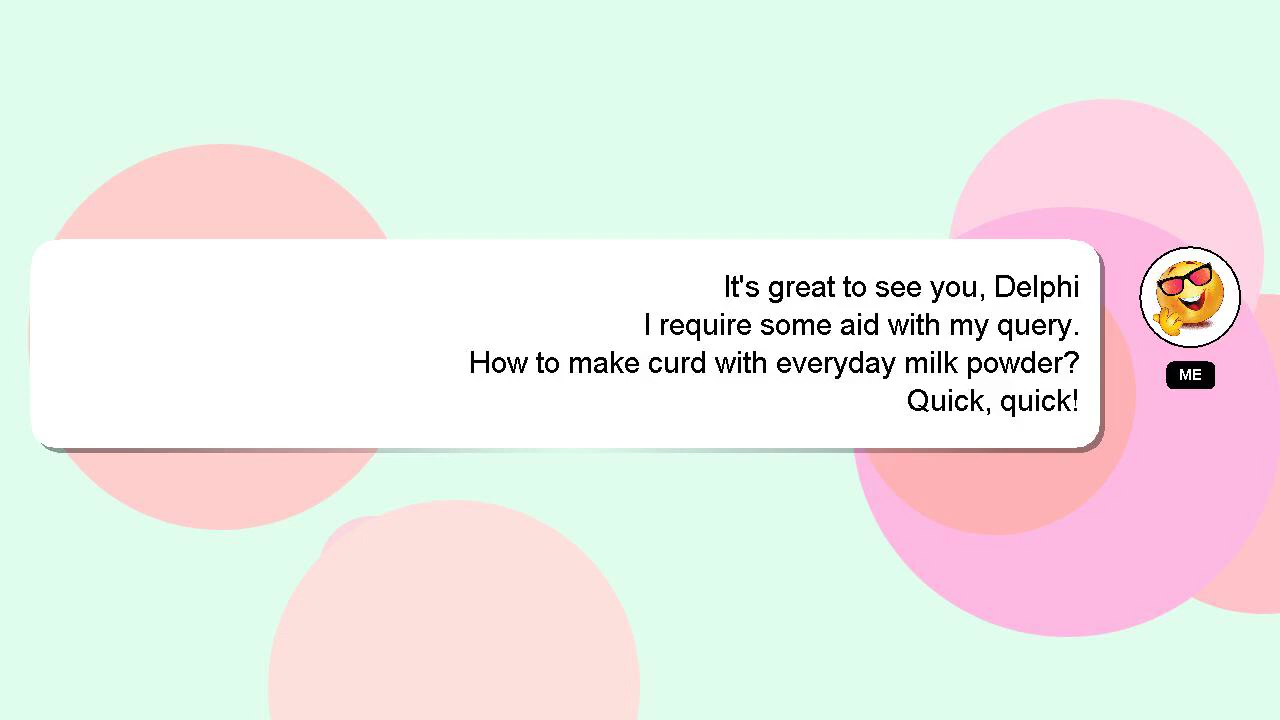 It's great to see you, Delphi
I require some aid with my query.
How to make curd with everyday milk powder?
Quick, quick!
ME